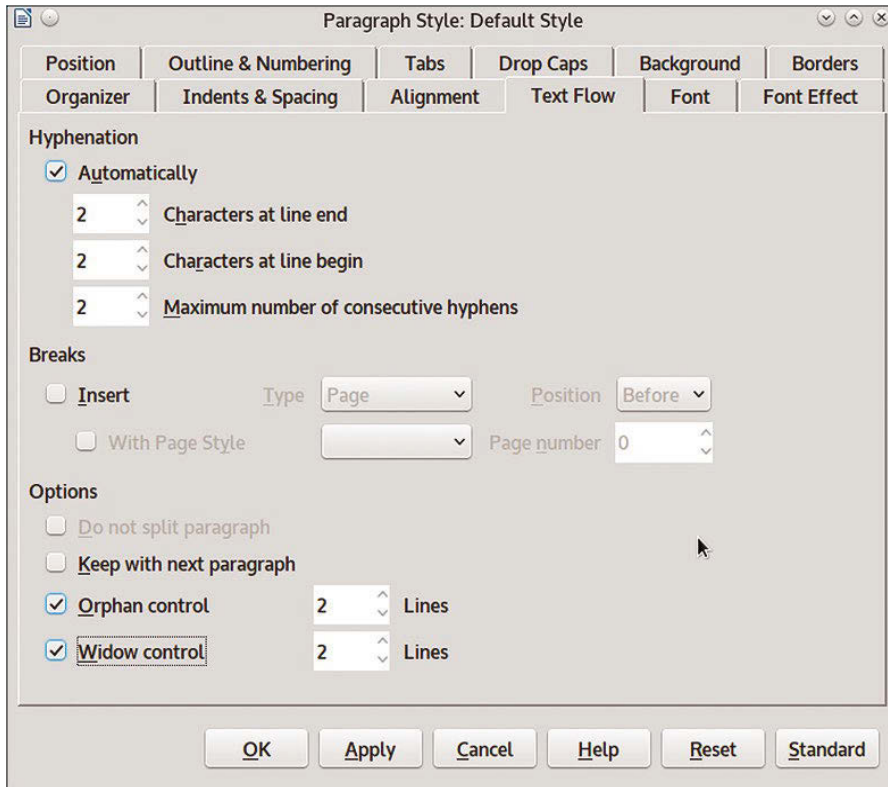 Paragraph Style: Default Style
Position Outline & Numbering Tabs Drop Caps Background Borders
Organizer Indents & Spacing Alignment Text Flow Font Font Effect
Hyphenation
Automatically
2 Characters at line end
2 Characters at line begin
2 Maximum number of consecutive hyphens
Breaks
Insert Type Page Position Before
With Page Style Page number 0
Options
Do not split paragraph
Keep with next paragraph
Orphan control 2 Lines
Widow control 2 Lines
OK Apply Cancel Help Reset Standard